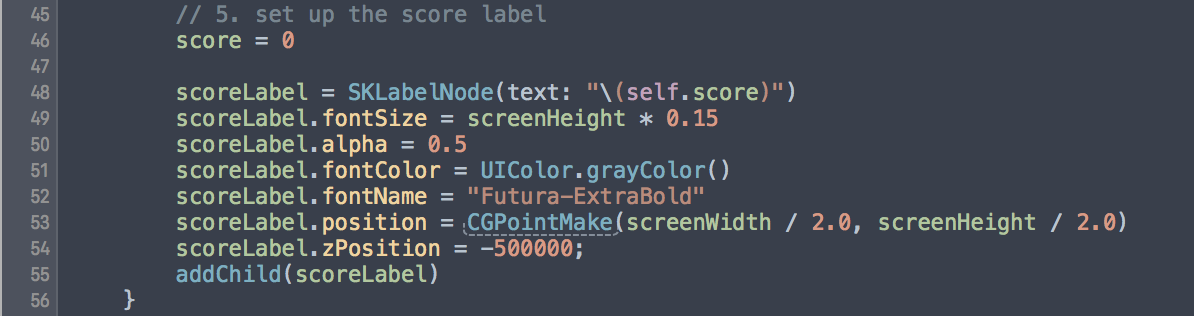 45 // 5. set up the score label
46 score = 0
47
48 scoreLabel = SKLabelNode(text: "\(self.score)")
49 scoreLabel.fontSize = screenHeight * 0.15
50 scoreLabel.alpha = 0.5
51 scoreLabel.fontColor = UIColor.grayColor()
52 scoreLabel.fontName = "Futura-ExtraBold"
53 scoreLabel.position = CGPointMake(screenWidth / 2.0, screenHeight / 2.0)
54 scoreLabel.zPosition = -500000;
55 addChild(scoreLabel)
56 }